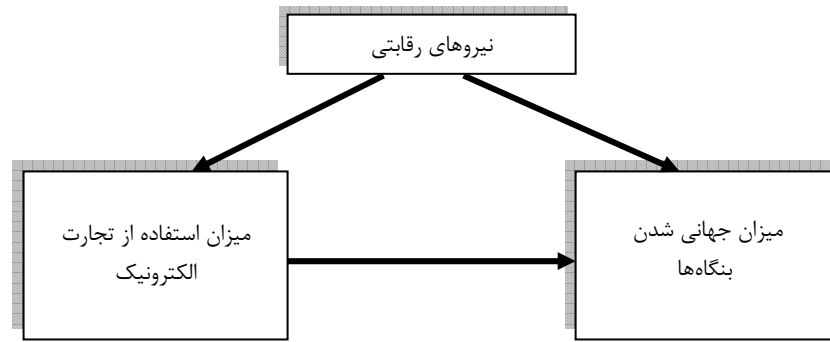 نیروهای رقابتی
میزان جهانی شدن
بنگاه‌ها
میزان استفاده از تجارت
الکترونیک